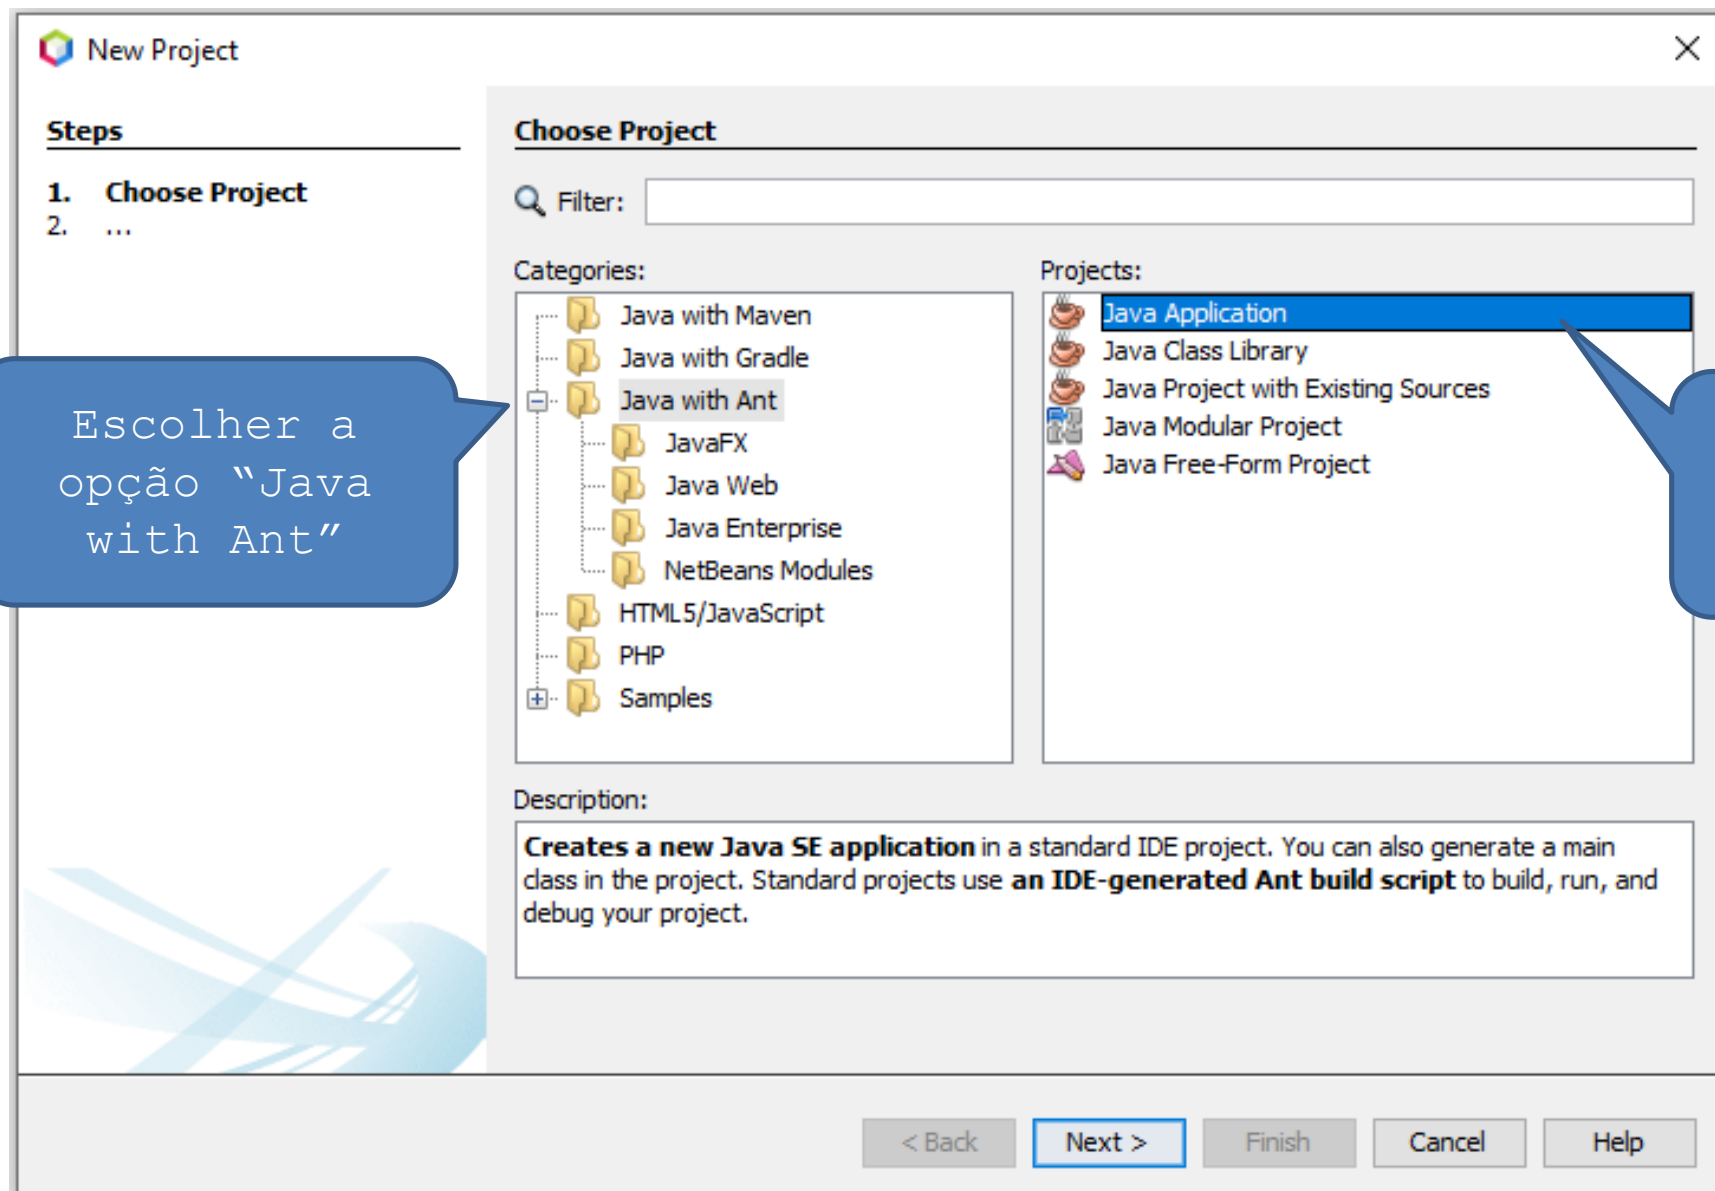 New Project
Steps
1. Choose Project
2. ...
Choose Project
Filter:
Categories:
Java with Maven
Java with Gradle
Java with Ant
JavaFX
Java Web
Java Enterprise
NetBeans Modules
HTML5/JavaScript
PHP
Samples
Projects:
Java Application
Java Class Library
Java Project with Existing Sources
Java Modular Project
Java Free-Form Project
Escolher a
opção “Java
with Ant”
Description:
Creates a new Java SE application in a standard IDE project. You can also generate a main
class in the project. Standard projects use an IDE-generated Ant build script to build, run, and
debug your project.
< Back
Next >
Finish
Cancel
Help